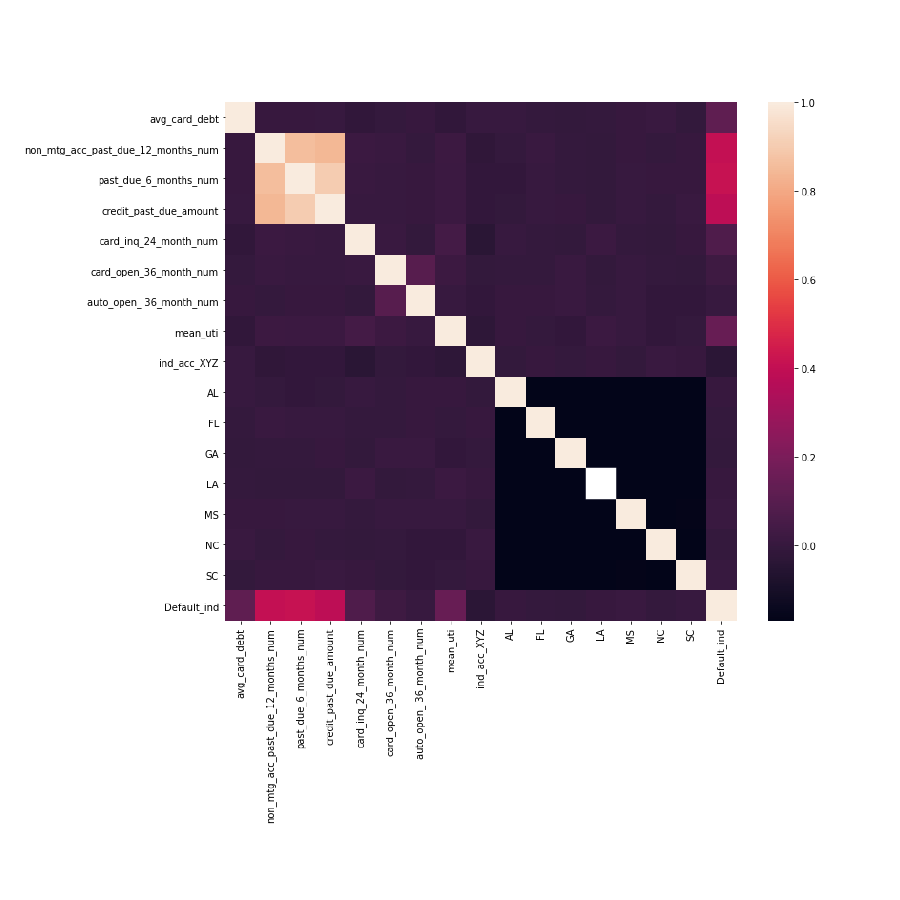 avg_card_debt
non_mtg_acc_past_due_12_months_num
past_due_6_months_num
credit_past_due_amount
card_inq_24_month_num
card_open_36_month_num
auto_open_ 36_month_num
mean_uti
ind_acc_XYZ
AL
FL
GA
LA
MS
NC
SC
Default_ind
avg_card_debt
non_mtg_acc_past_due_12_months_num
past_due_6_months_num
credit_past_due_amount
card_inq_24_month_num
card_open_36_month_num
auto_open_ 36_month_num
mean_uti
ind_acc_XYZ
AL
FL
GA
LA
MS
NC
SC
Default_ind
1.0
0.8
0.6
0.4
0.2
0.0